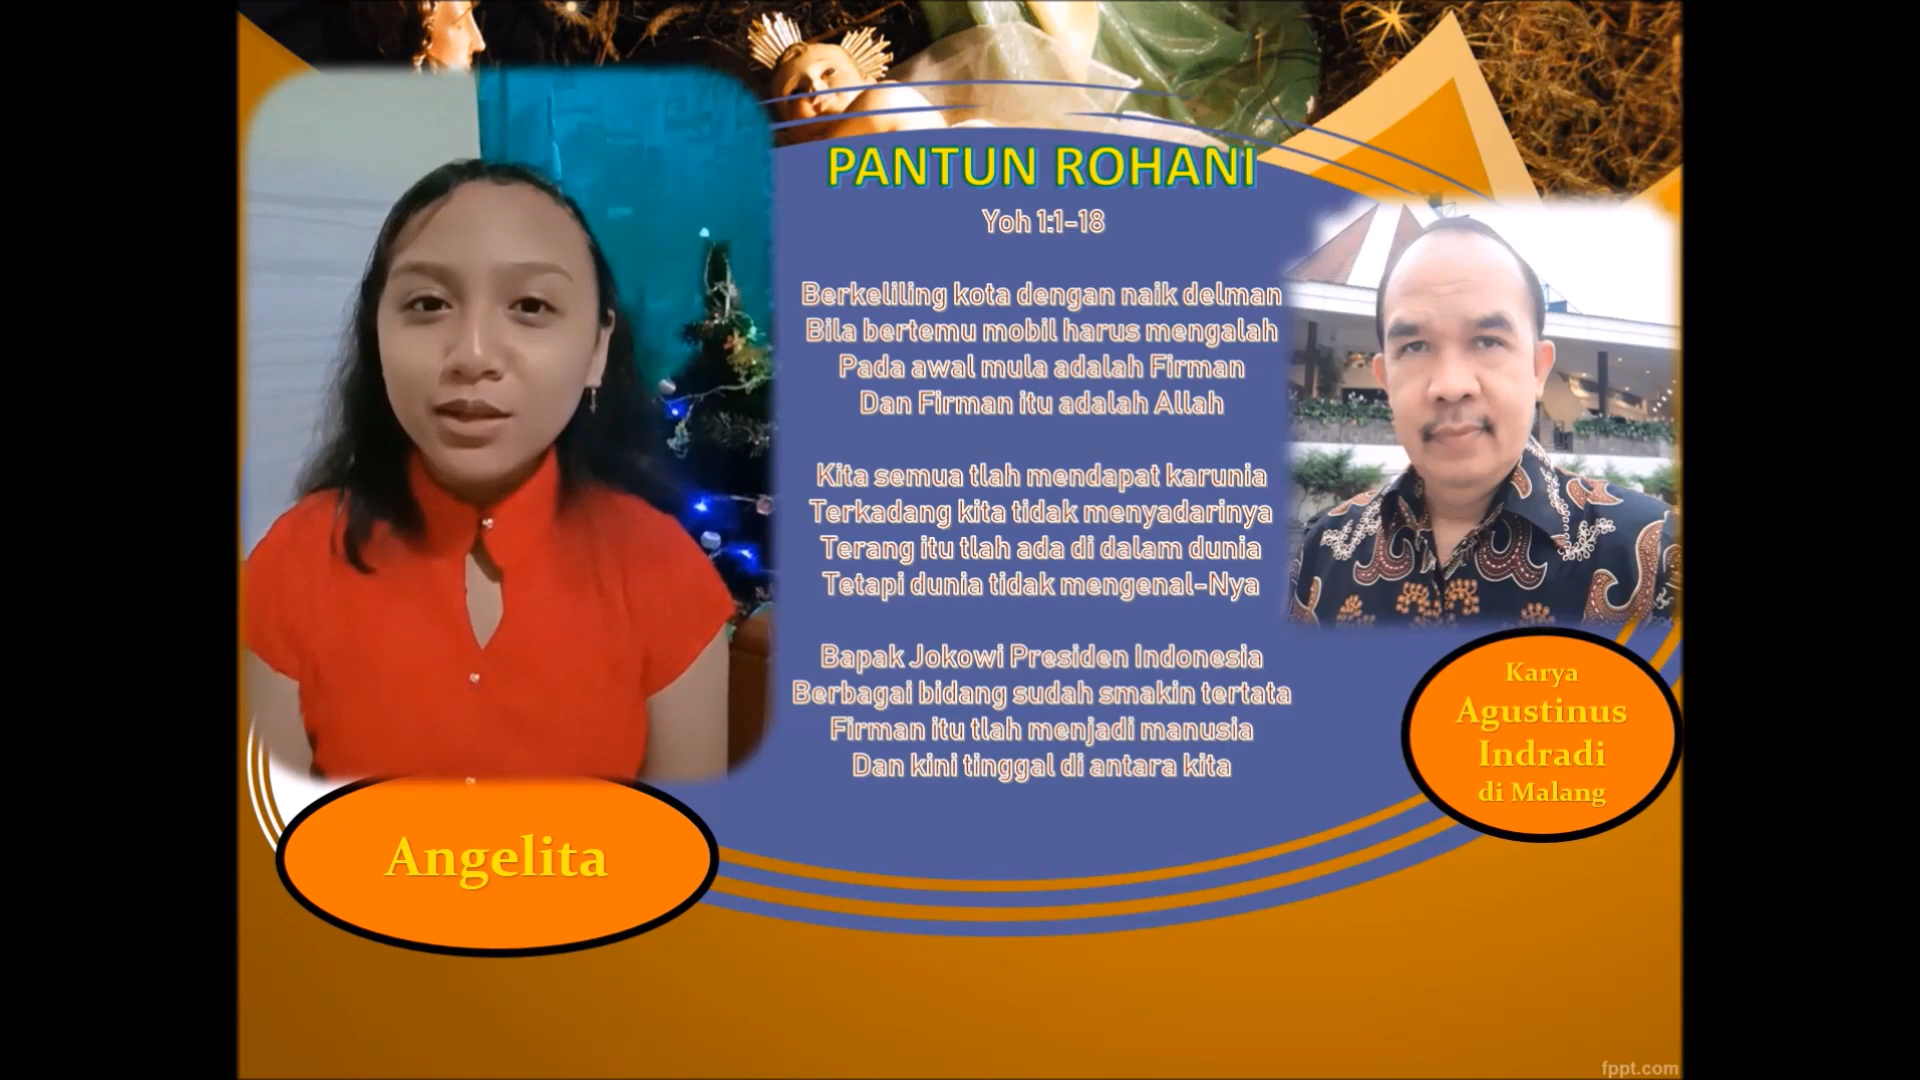 PANTUN ROHANI
Yoh 1:1-18
Berkeliling kota dengan naik delman
Bila bertemu mobil harus mengalah
Pada awal mula adalah Firman
Dan Firman itu adalah Allah
Kita semua tlah mendapat karunia
Terkadang kita tidak menyadarinya
Terang itu tlah ada di dalam dunia
Tetapi dunia tidak mengenal-Nya
Bapak Jokowi Presiden Indonesia
Berbagai bidang sudah smakin tertata
Firman itu tlah menjadi manusia
Dan kini tinggal di antara kita
Angelita
Karya
Agustinus
Indradi
di Malang
fppt.com